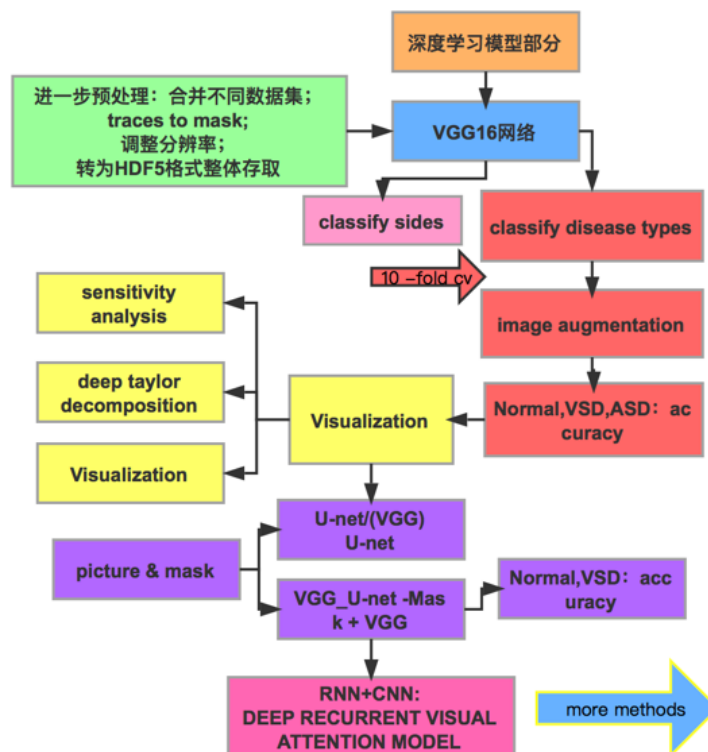 深度学习模型部分
进一步预处理：合并不同数据集；
traces to mask;
调整分辨率；
转为HDF5格式整体存取
VGG16网络
classify sides
classify disease types
10 –fold cv
image augmentation
sensitivity
analysis
deep taylor
decomposition
Visualization
Visualization
Normal,VSD,ASD：ac
curacy
U-net/(VGG)
U-net
picture & mask
VGG_U-net -Mas
k + VGG
Normal,VSD：acc
uracy
RNN+CNN:
DEEP RECURRENT VISUAL
ATTENTION MODEL
more methods